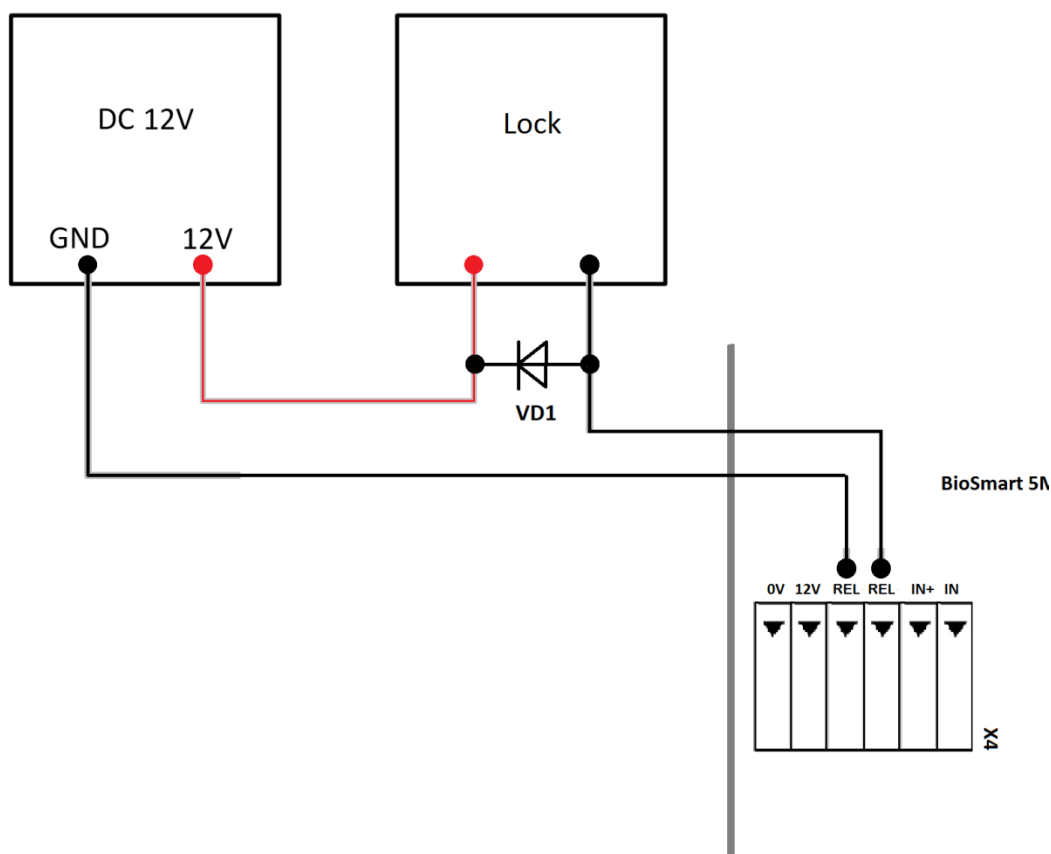 DC 12V
Lock
GND
12V
VD1
BioSmart 5M
0V 12V REL REL IN+ IN
X4